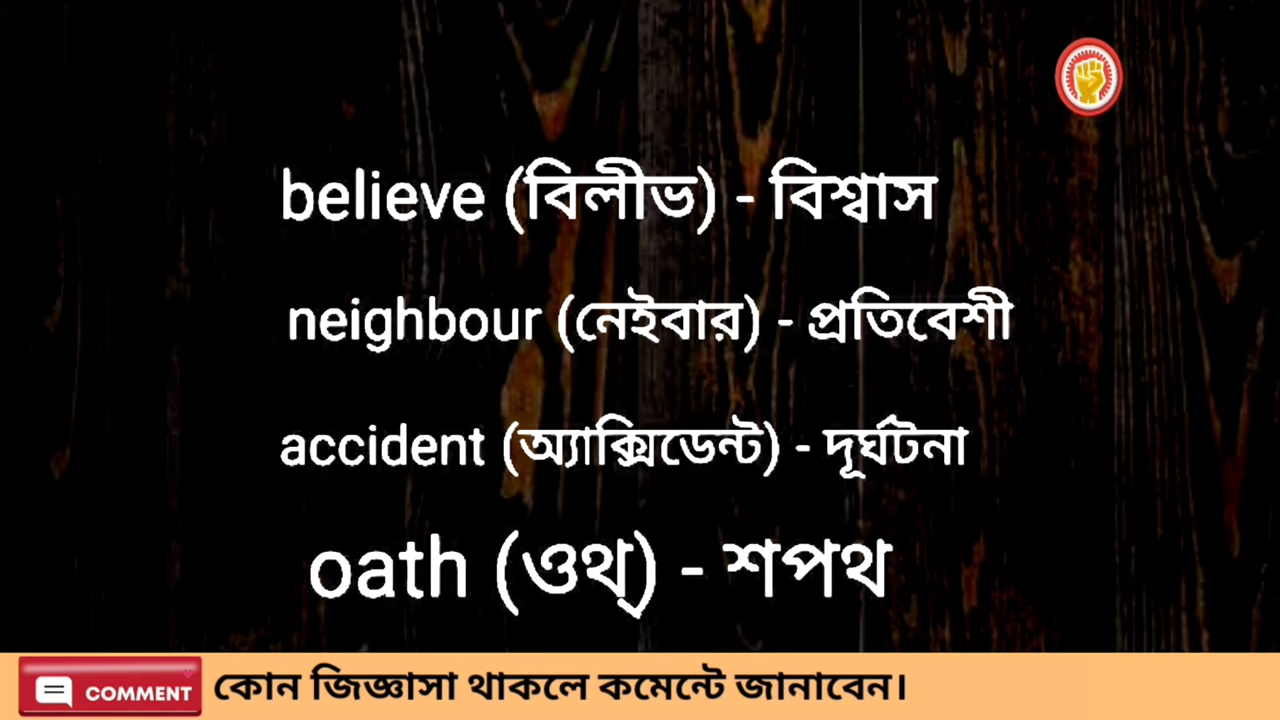 believe (বিলীভ) - বিশ্বাস
neighbour (নেইবার) - প্রতিবেশী
accident (অ্যাক্সিডেন্ট) - দূর্ঘটনা
oath (ওথ্) - শপথ
COMMENT কোন জিজ্ঞাসা থাকলে কমেন্টে জানাবেন।